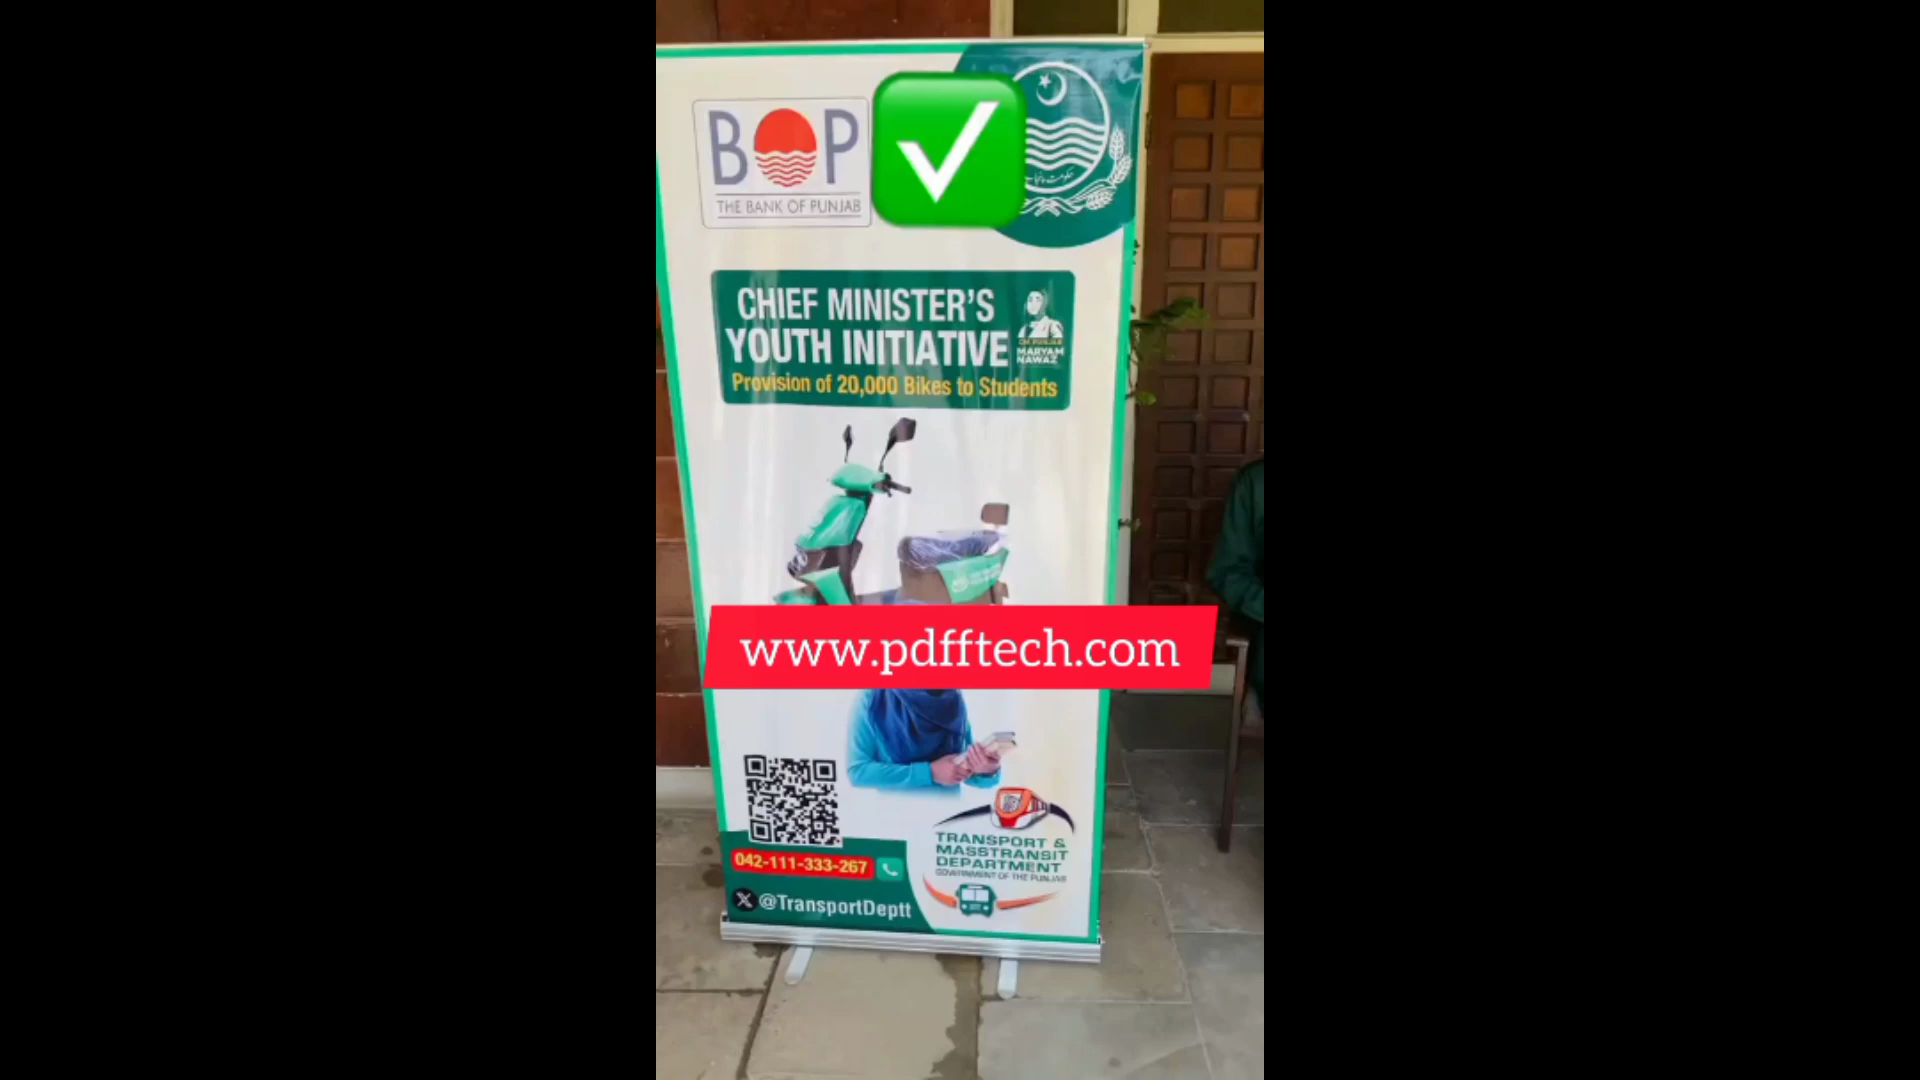 BOP
THE BANK OF PUNJAB
CHIEF MINISTER'S
YOUTH INITIATIVE
CM PUNJAB
MARYAM
NAWAZ
Provision of 20,000 Bikes to Students
www.pdfftech.com
042-111-333-267
@TransportDeptt
TRANSPORT &
MASSTRANSIT
DEPARTMENT
GOVERNMENT OF THE PUNJAB